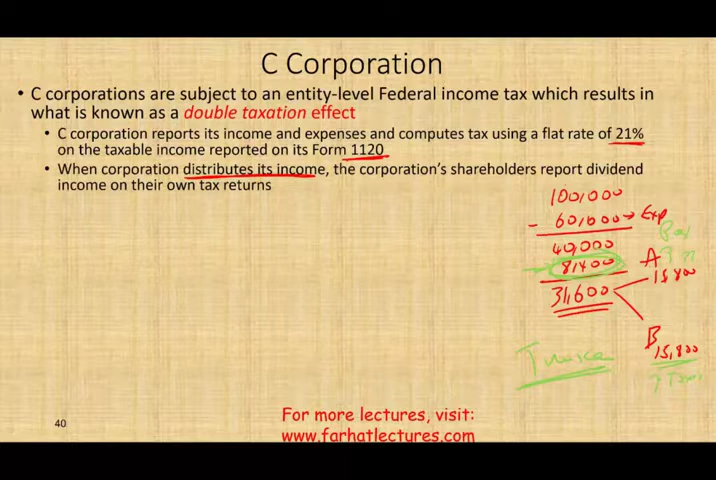 C Corporation
• C corporations are subject to an entity-level Federal income tax which results in
what is known as a double taxation effect
• C corporation reports its income and expenses and computes tax using a flat rate of 21%
on the taxable income reported on its Form 1120
• When corporation distributes its income, the corporation's shareholders report dividend
income on their own tax returns
100,000
- 60,000 → Exp
40,000
- 8,400
31,600
A
15,800
B
15,800
40
For more lectures, visit:
www.farhatlectures.com